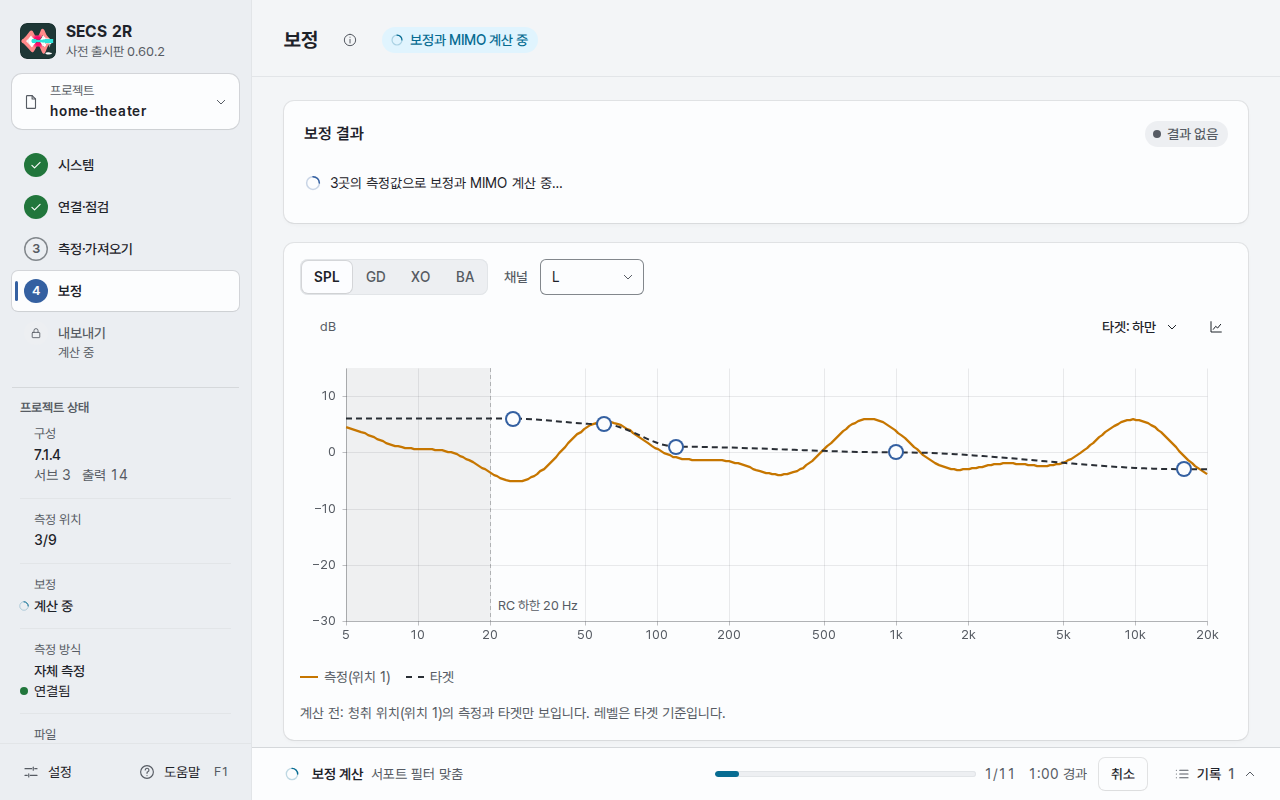 SECS 2R
사전 출시판 0.60.2
프로젝트
home-theater
시스템
연결·점검
3 측정·가져오기
4 보정
내보내기
계산 중
프로젝트 상태
구성
7.1.4
서브 3 출력 14
측정 위치
3/9
보정
계산 중
측정 방식
자체 측정
연결됨
파일
설정
도움말 F1
보정
보정과 MIMO 계산 중
보정 결과
결과 없음
3곳의 측정값으로 보정과 MIMO 계산 중...
SPL GD XO BA 채널 L
dB
타겟: 하만
10
0
−10
−20
−30
RC 하한 20 Hz
5 10 20 50 100 200 500 1k 2k 5k 10k 20k
측정(위치 1) 타겟
계산 전: 청취 위치(위치 1)의 측정과 타겟만 보입니다. 레벨은 타겟 기준입니다.
보정 계산 서포트 필터 맞춤
1/11 1:00 경과 취소
기록 1